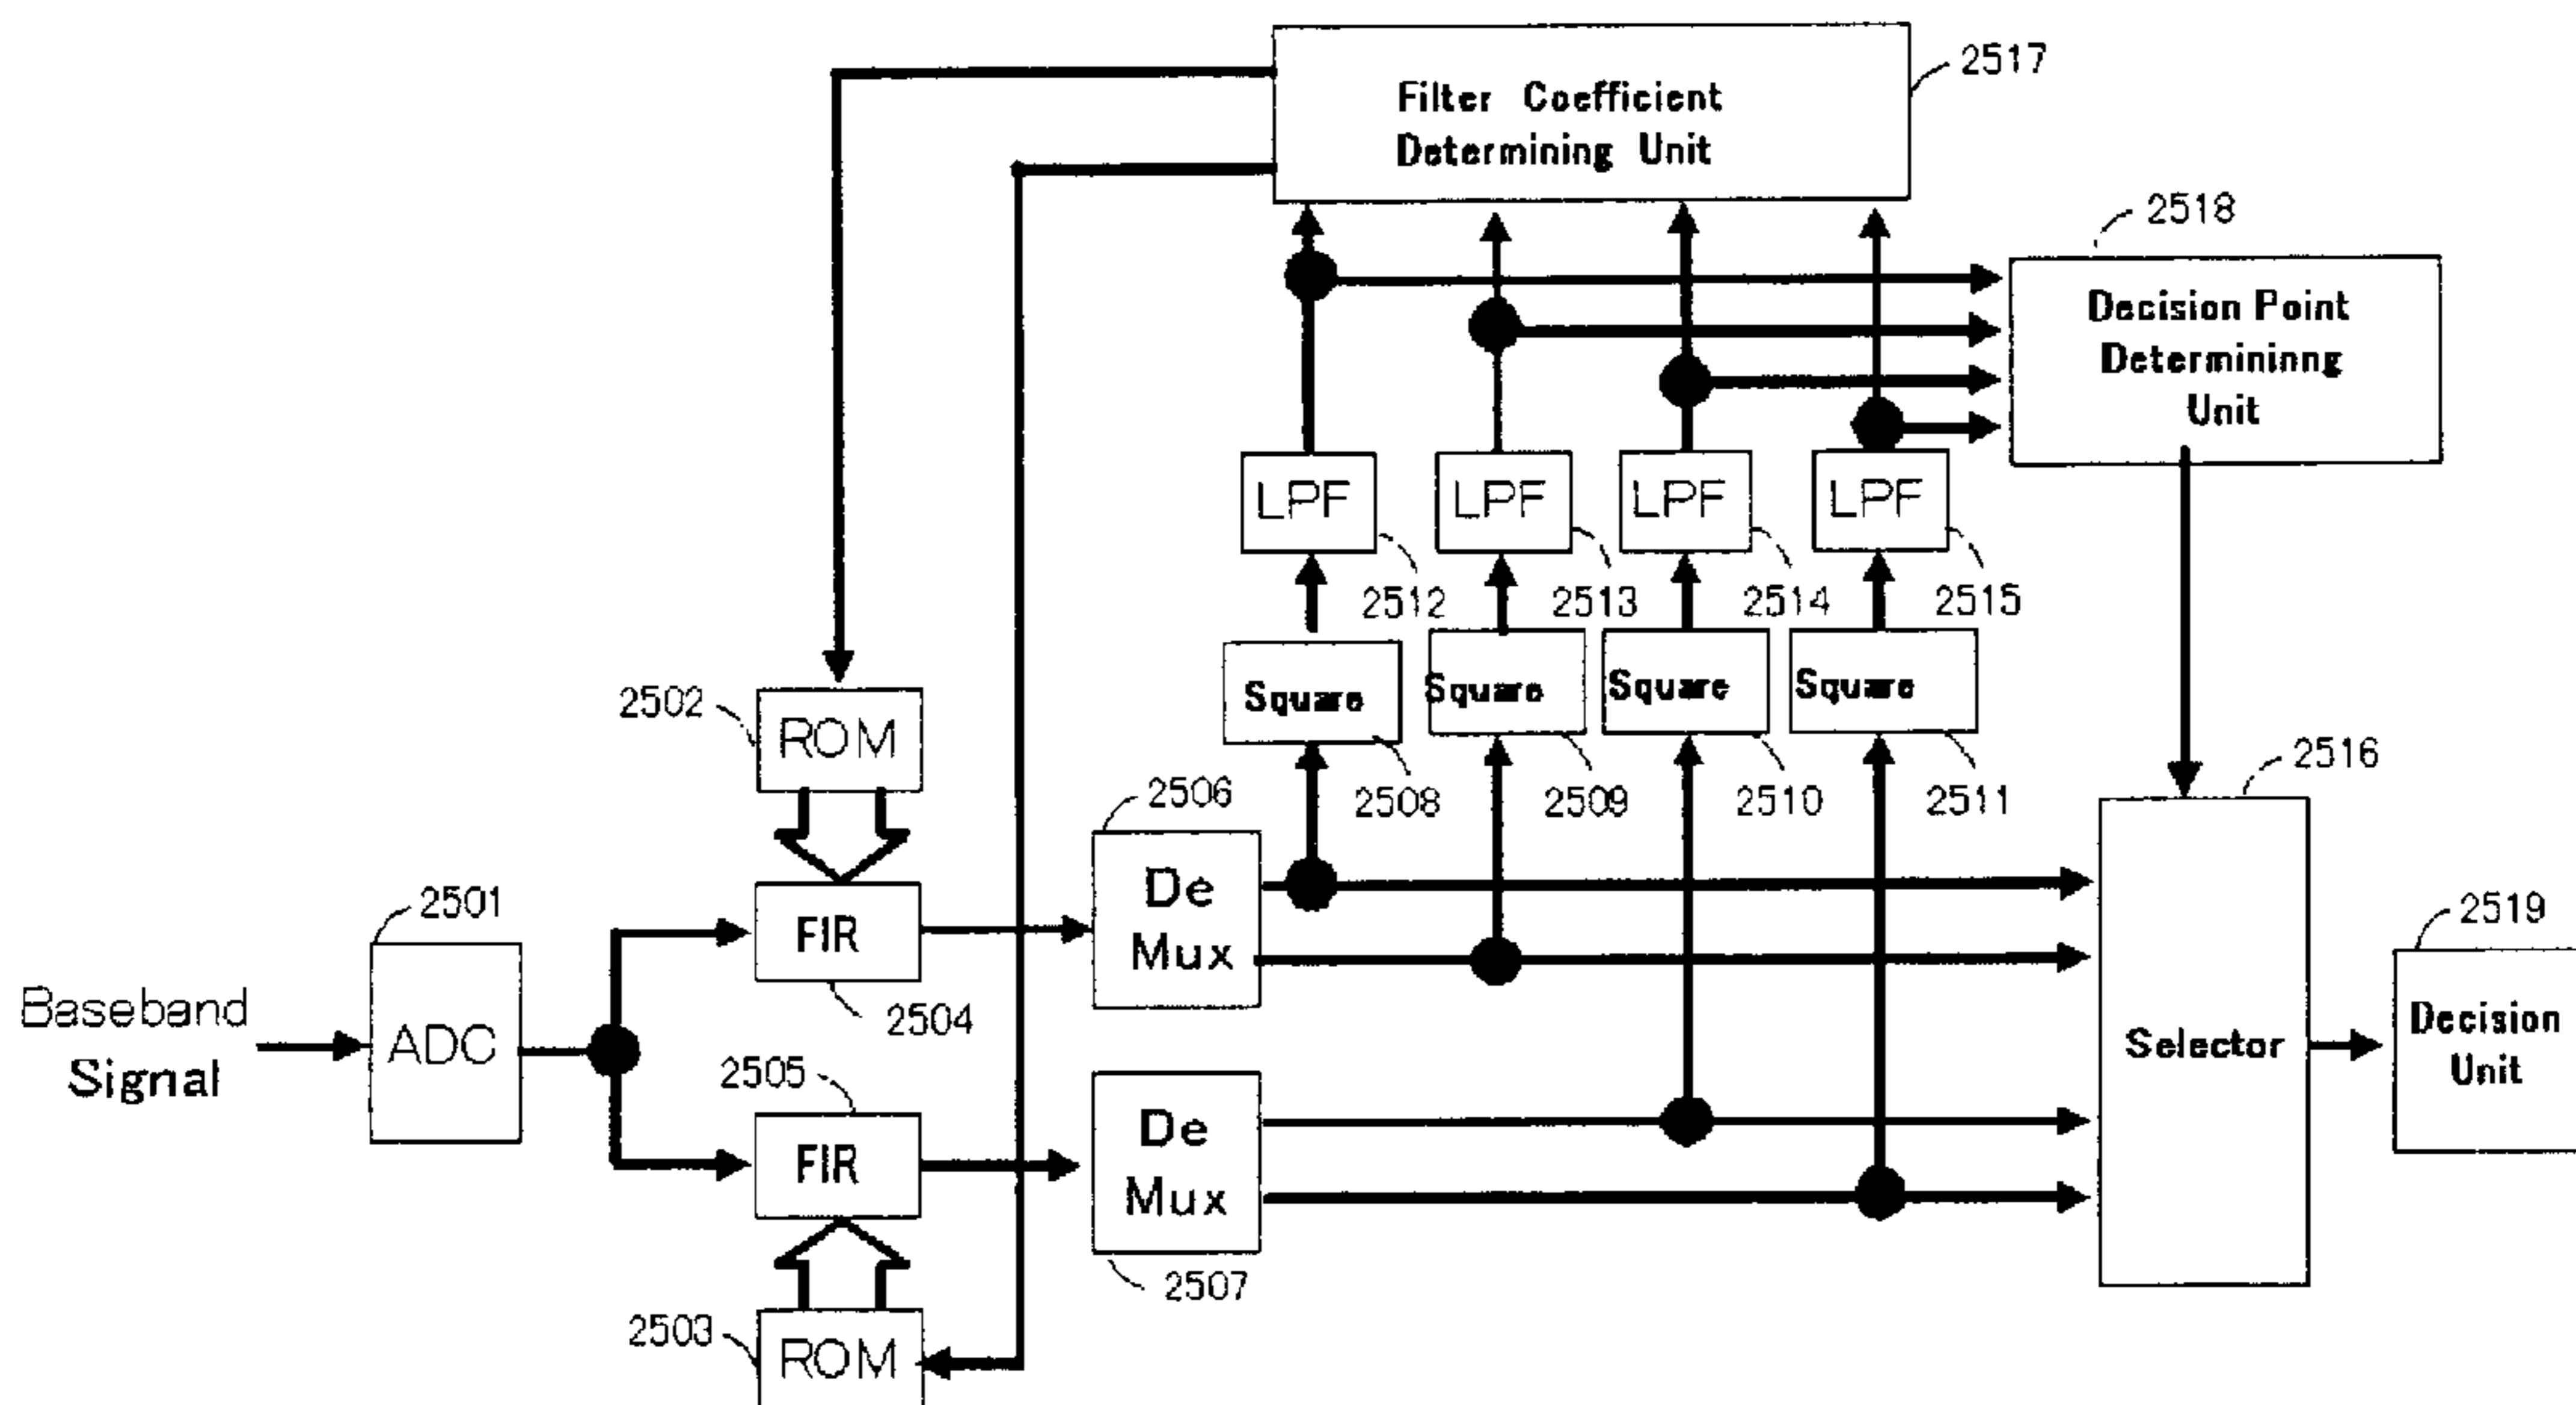 Filter Coefficient
Determining Unit
2517
2518
Decision Point
Determininng
Unit
LPF
LPF
LPF
LPF
2512
2513
2514
2515
Square
Square
Square
Square
2508
2509
2510
2511
2502
ROM
2506
2516
De
Mux
2501
FIR
2504
2519
Baseband
Signal
ADC
Selector
Decision
Unit
2505
FIR
De
Mux
2507
2503
ROM